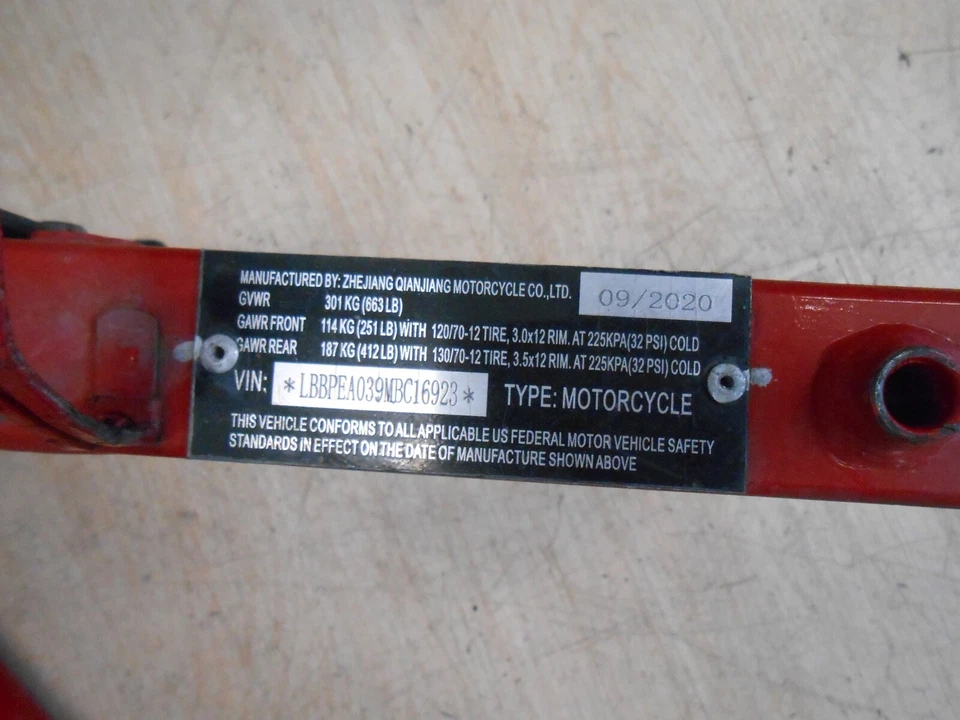 MANUFACTURED BY: ZHEJIANG QIANJIANG MOTORCYCLE CO.,LTD. 09/2020
GVWR 301 KG (663 LB)
GAWR FRONT 114 KG (251 LB) WITH 120/70-12 TIRE, 3.0x12 RIM. AT 225KPA(32 PSI) COLD
GAWR REAR 187 KG (412 LB) WITH 130/70-12 TIRE, 3.5x12 RIM. AT 225KPA(32 PSI) COLD
VIN: *LBBPEA039MBC16923* TYPE: MOTORCYCLE
THIS VEHICLE CONFORMS TO ALL APPLICABLE US FEDERAL MOTOR VEHICLE SAFETY
STANDARDS IN EFFECT ON THE DATE OF MANUFACTURE SHOWN ABOVE